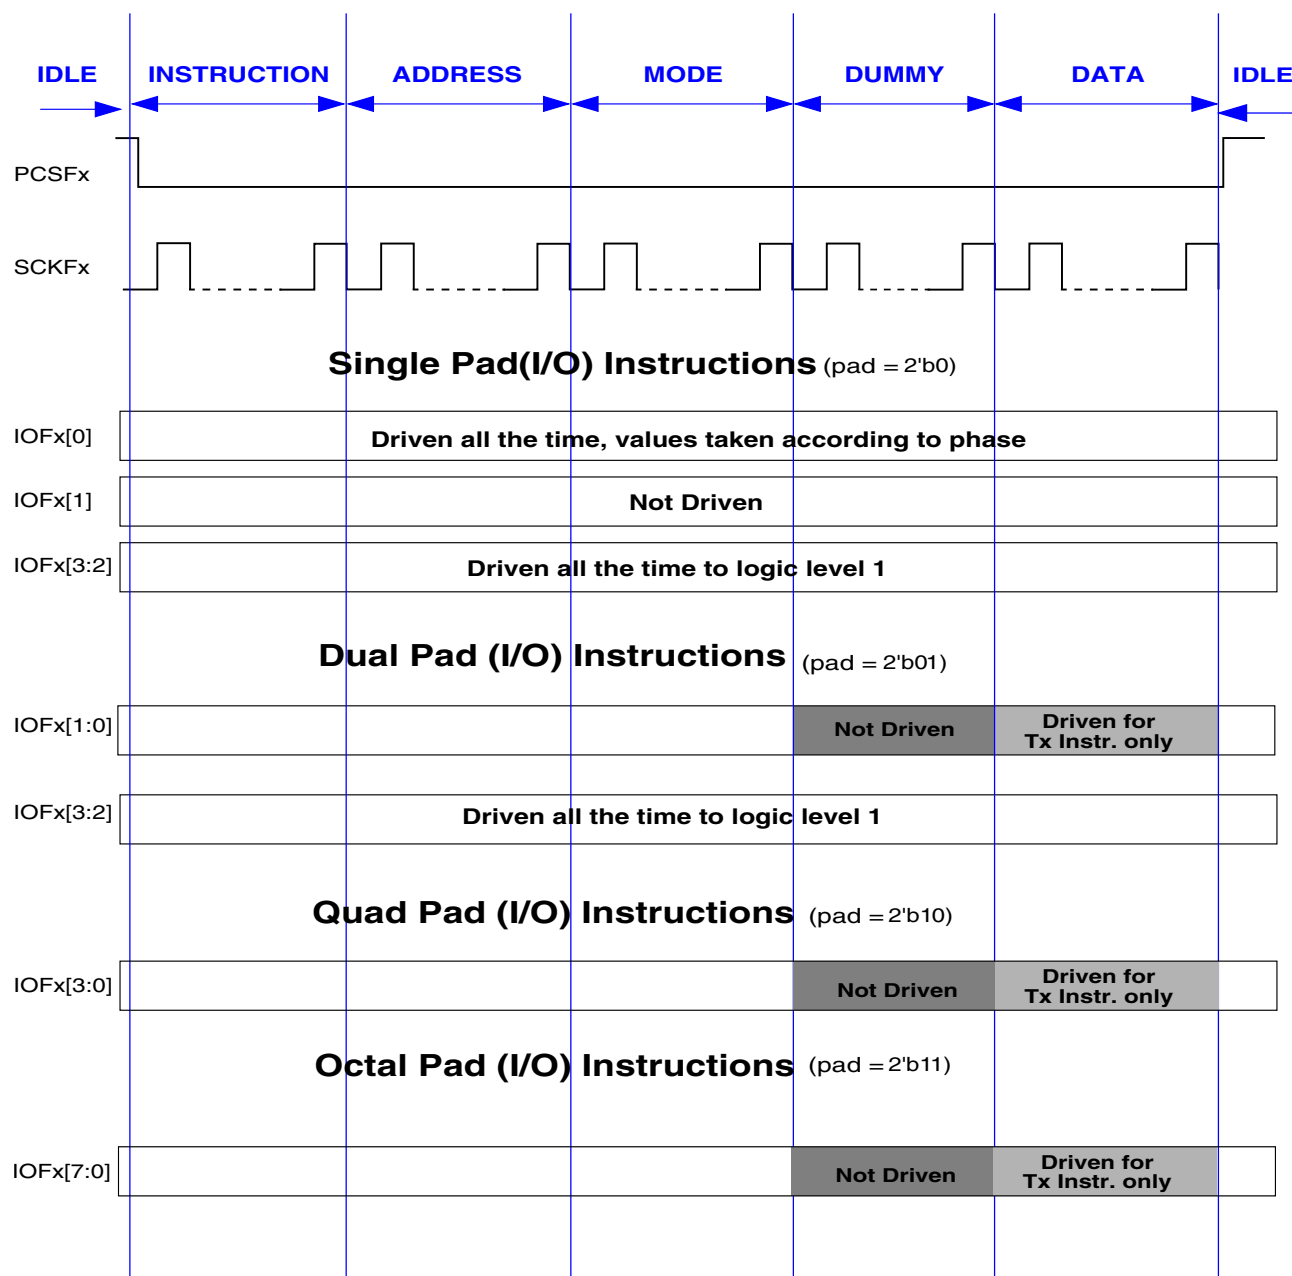 IDLE INSTRUCTION ADDRESS MODE DUMMY DATA IDLE
PCSFx
SCKFx
Single Pad(I/O) Instructions (pad = 2'b0)
IOFx[0] Driven all the time, values taken according to phase
IOFx[1] Not Driven
IOFx[3:2] Driven all the time to logic level 1
Dual Pad (I/O) Instructions (pad = 2'b01)
IOFx[1:0] Not Driven Driven for
Tx Instr. only
IOFx[3:2] Driven all the time to logic level 1
Quad Pad (I/O) Instructions (pad = 2'b10)
IOFx[3:0] Not Driven Driven for
Tx Instr. only
Octal Pad (I/O) Instructions (pad = 2'b11)
IOFx[7:0] Not Driven Driven for
Tx Instr. only